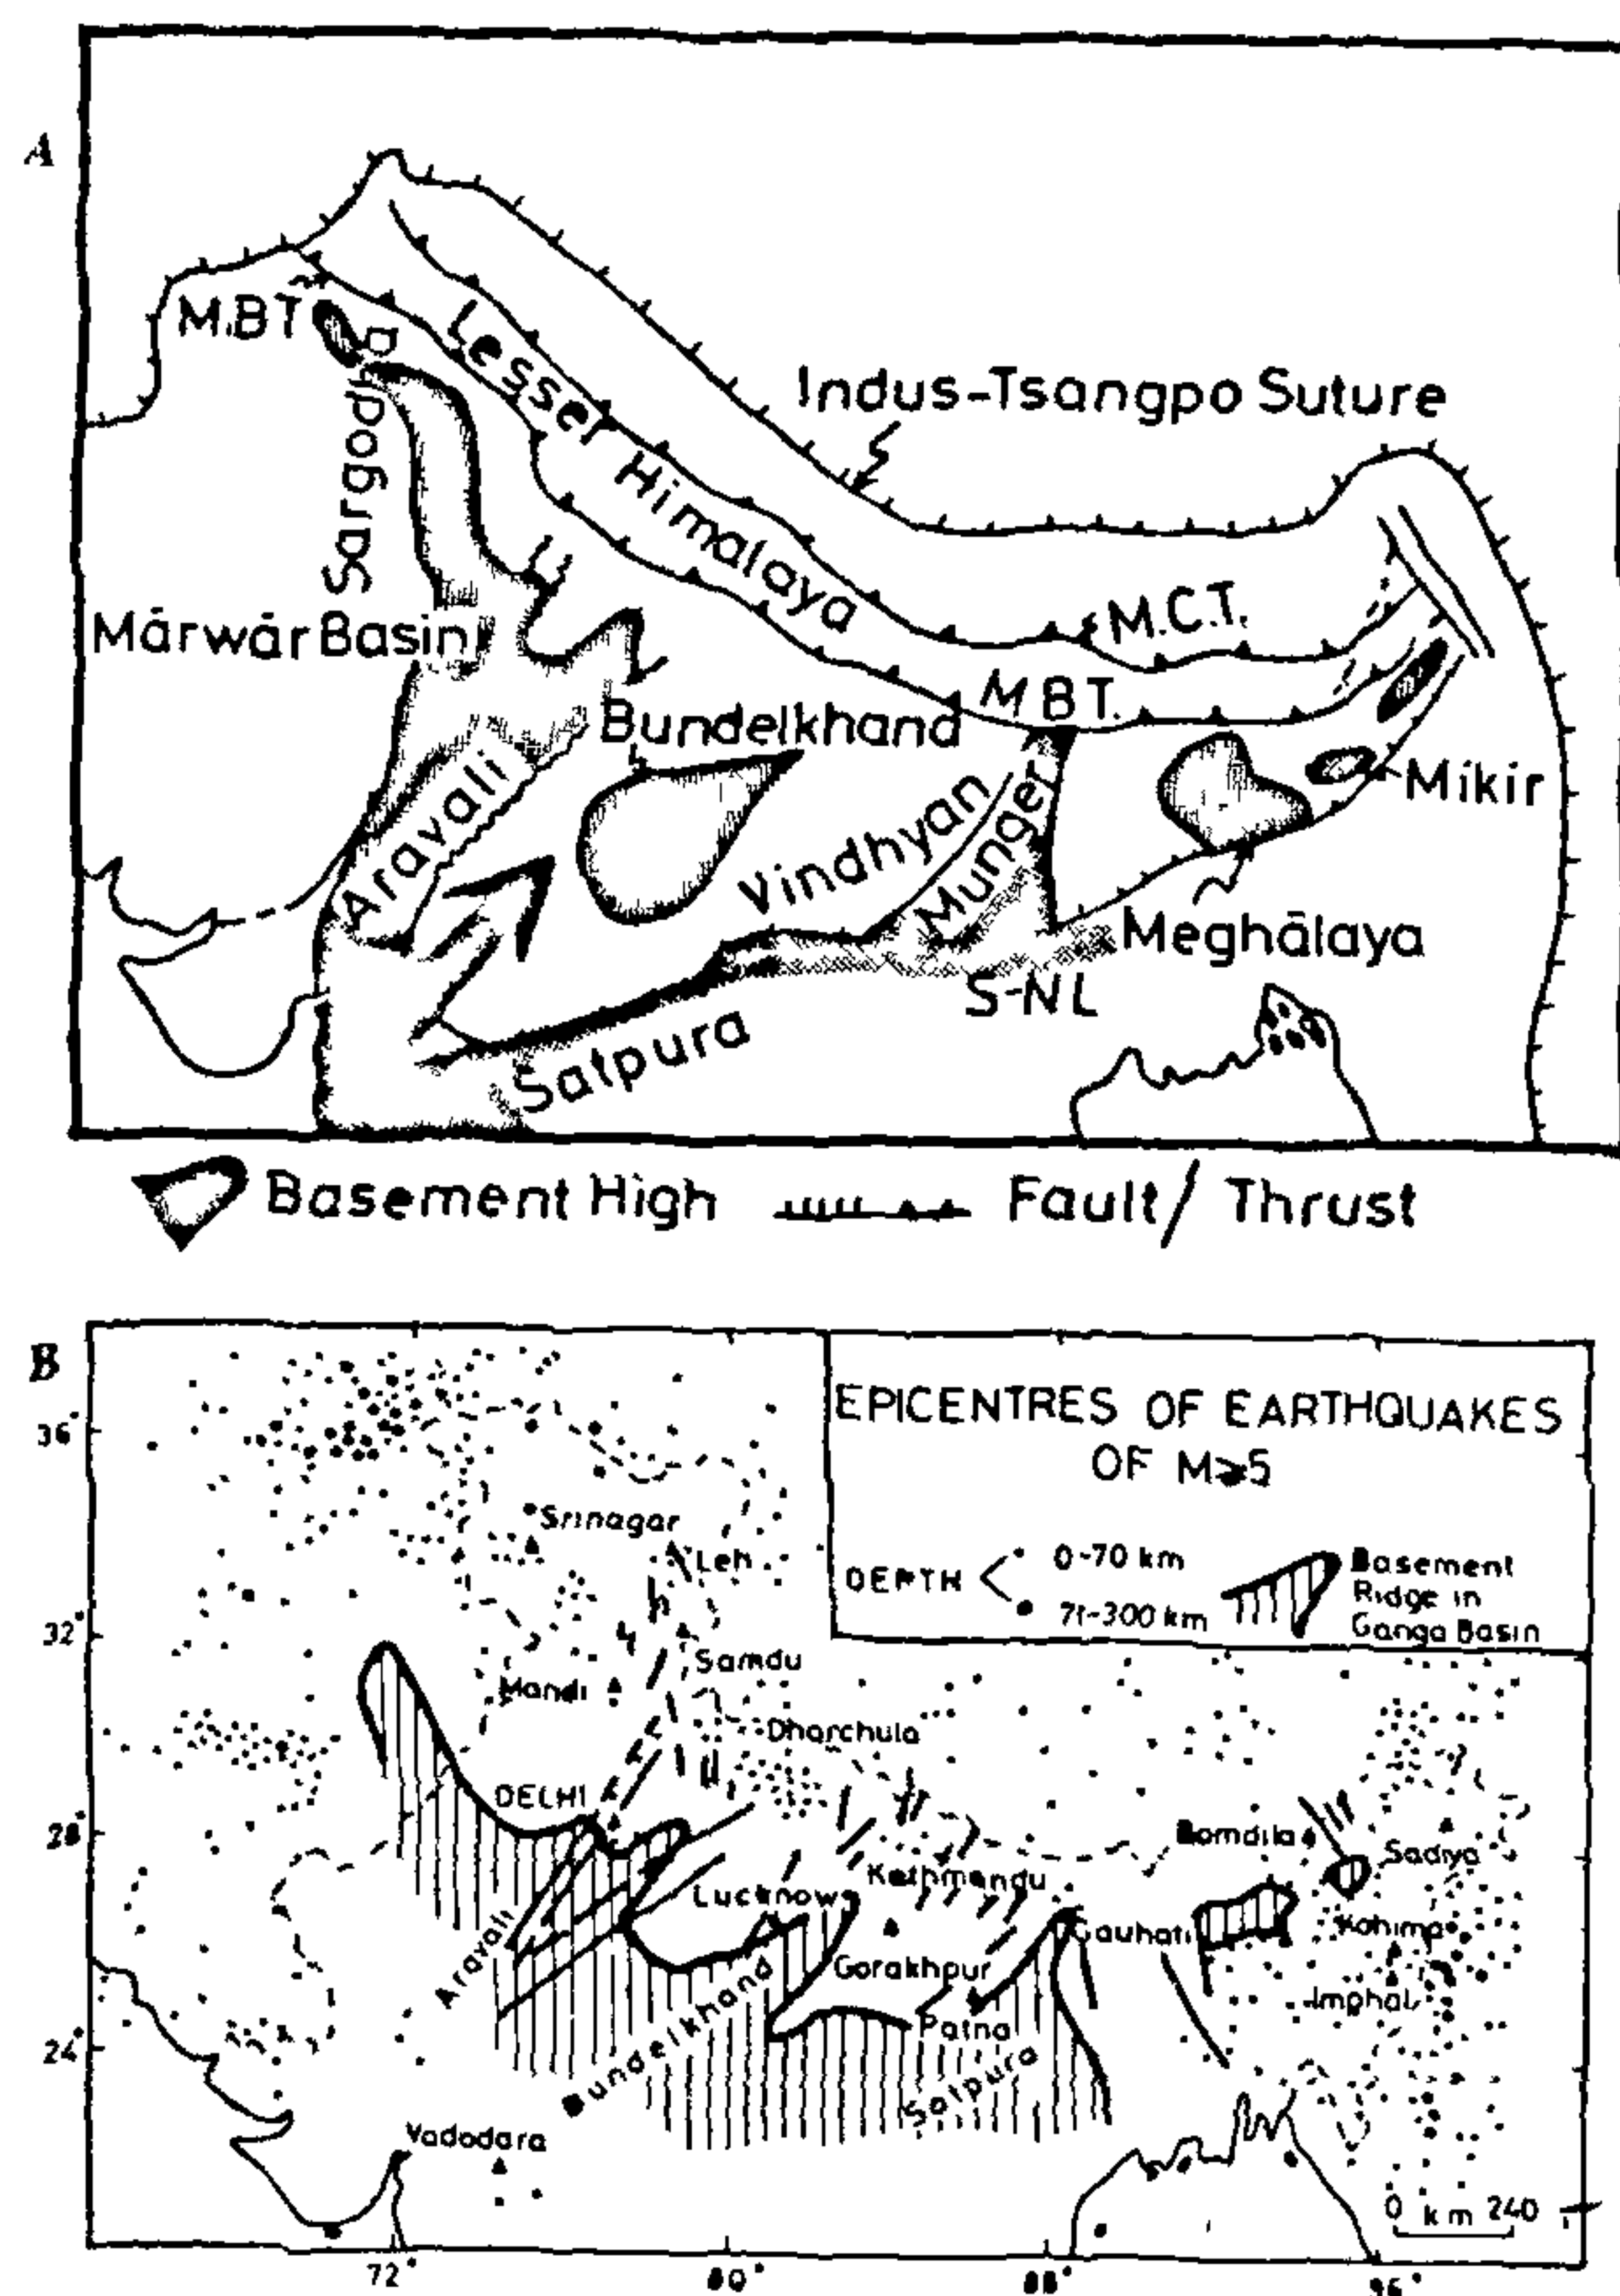 A
M.B.T
Sargodha
Lesser Himalaya
Indus-Tsangpo Suture
Mārwār Basin
M.C.T.
M B T.
Bundelkhand
Aravali
Vindhyan
Munger
Mikir
Meghālaya
S-NL
Satpura
Basement High
Fault/ Thrust
B
EPICENTRES OF EARTHQUAKES
OF M≥5
DEPTH
0-70 km
71-300 km
Basement
Ridge in
Ganga Basin
36°
32°
28°
24°
Srinagar
Leh
Samdu
Mandi
Dharchula
DELHI
Bomdila
Sadiya
Kathmandu
Lucknow
Gauhati
Kohima
Aravali
Gorakhpur
Imphal
Patna
Bundelkhand
Satpura
Vadodara
0 km 240
72°
80°
88°
96°